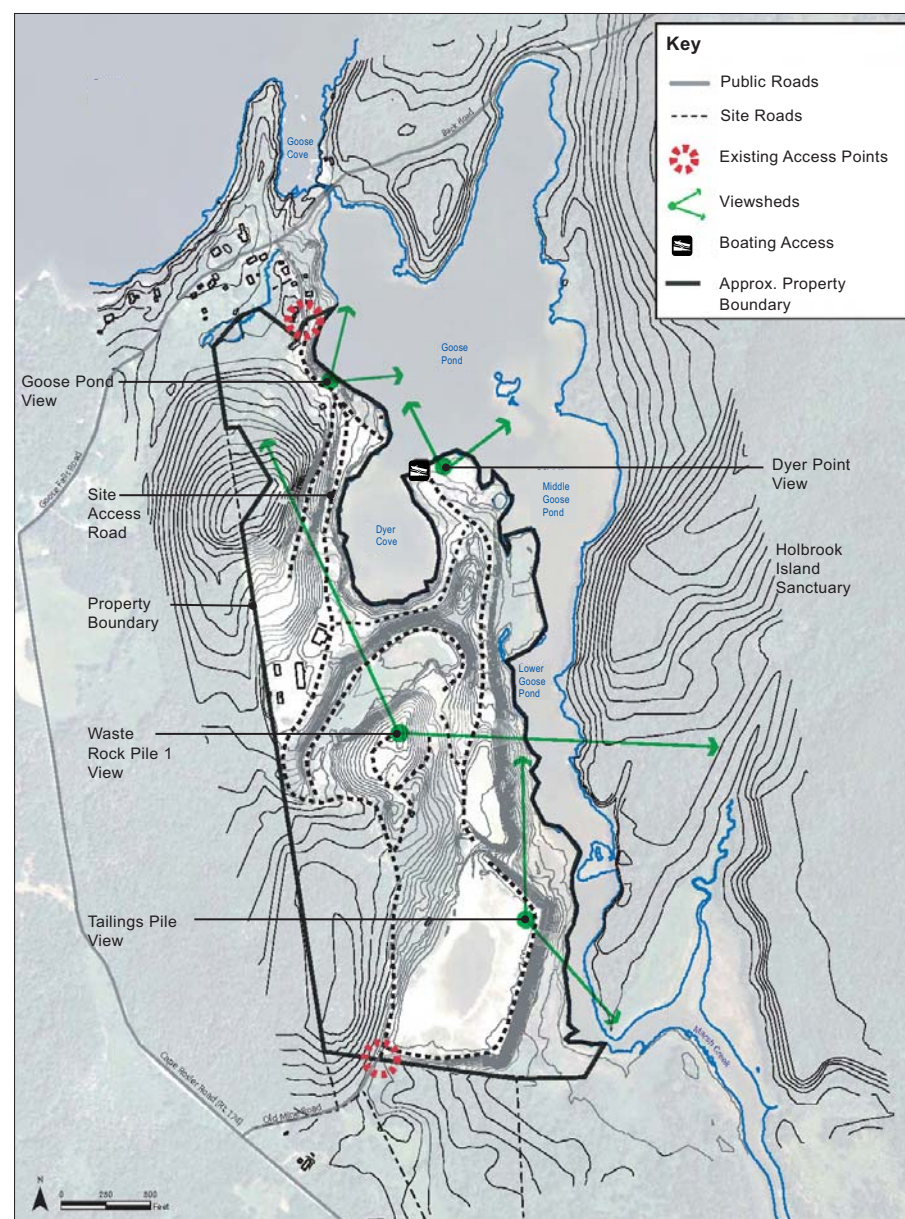 Key
Public Roads
Site Roads
Existing Access Points
Viewsheds
Boating Access
Approx. Property
Boundary
Back Road
Goose
Cove
Goose
Pond
Goose Pond
View
Goose Falls Road
Site
Access
Road
Dyer
Cove
Middle
Goose
Pond
Dyer Point
View
Holbrook
Island
Sanctuary
Property
Boundary
Lower
Goose
Pond
Waste
Rock Pile 1
View
Tailings Pile
View
Marsh Creek
Cape Rosier Road (Rt. 176)
Old Mine Road
N
0 250 500
Feet